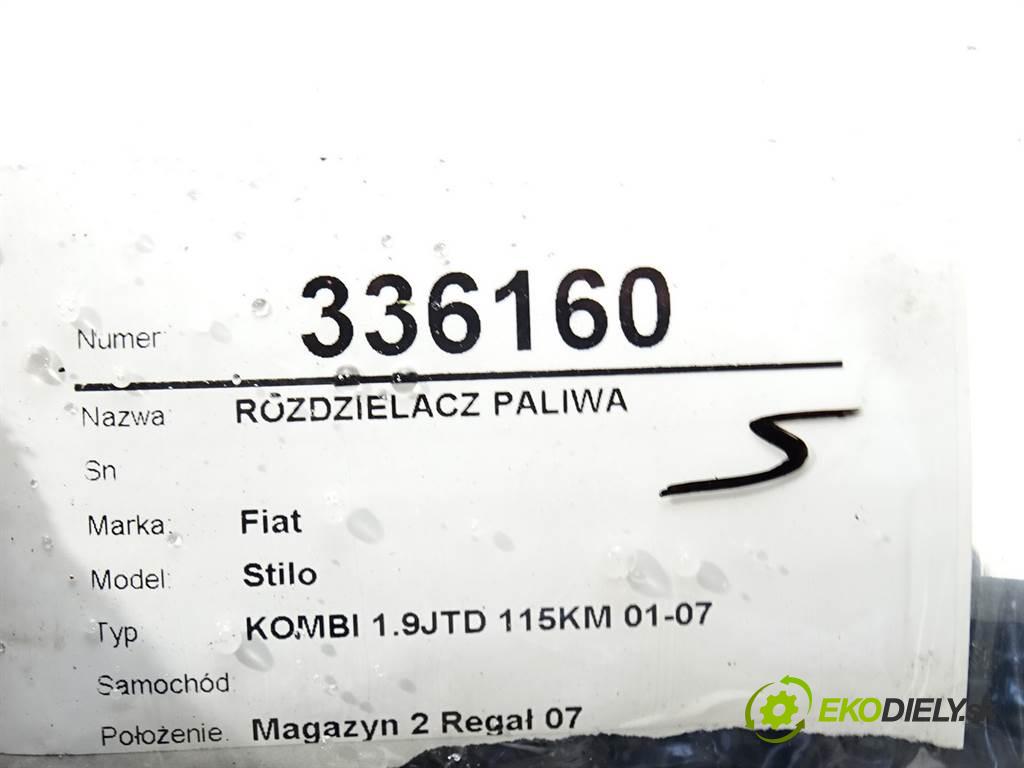 Numer: 336160
Nazwa: ROZDZIELACZ PALIWA
Sn
Marka: Fiat
Model: Stilo
Typ KOMBI 1.9JTD 115KM 01-07
Samochód:
Położenie: Magazyn 2 Regał 07
S
EKODIELY.sk